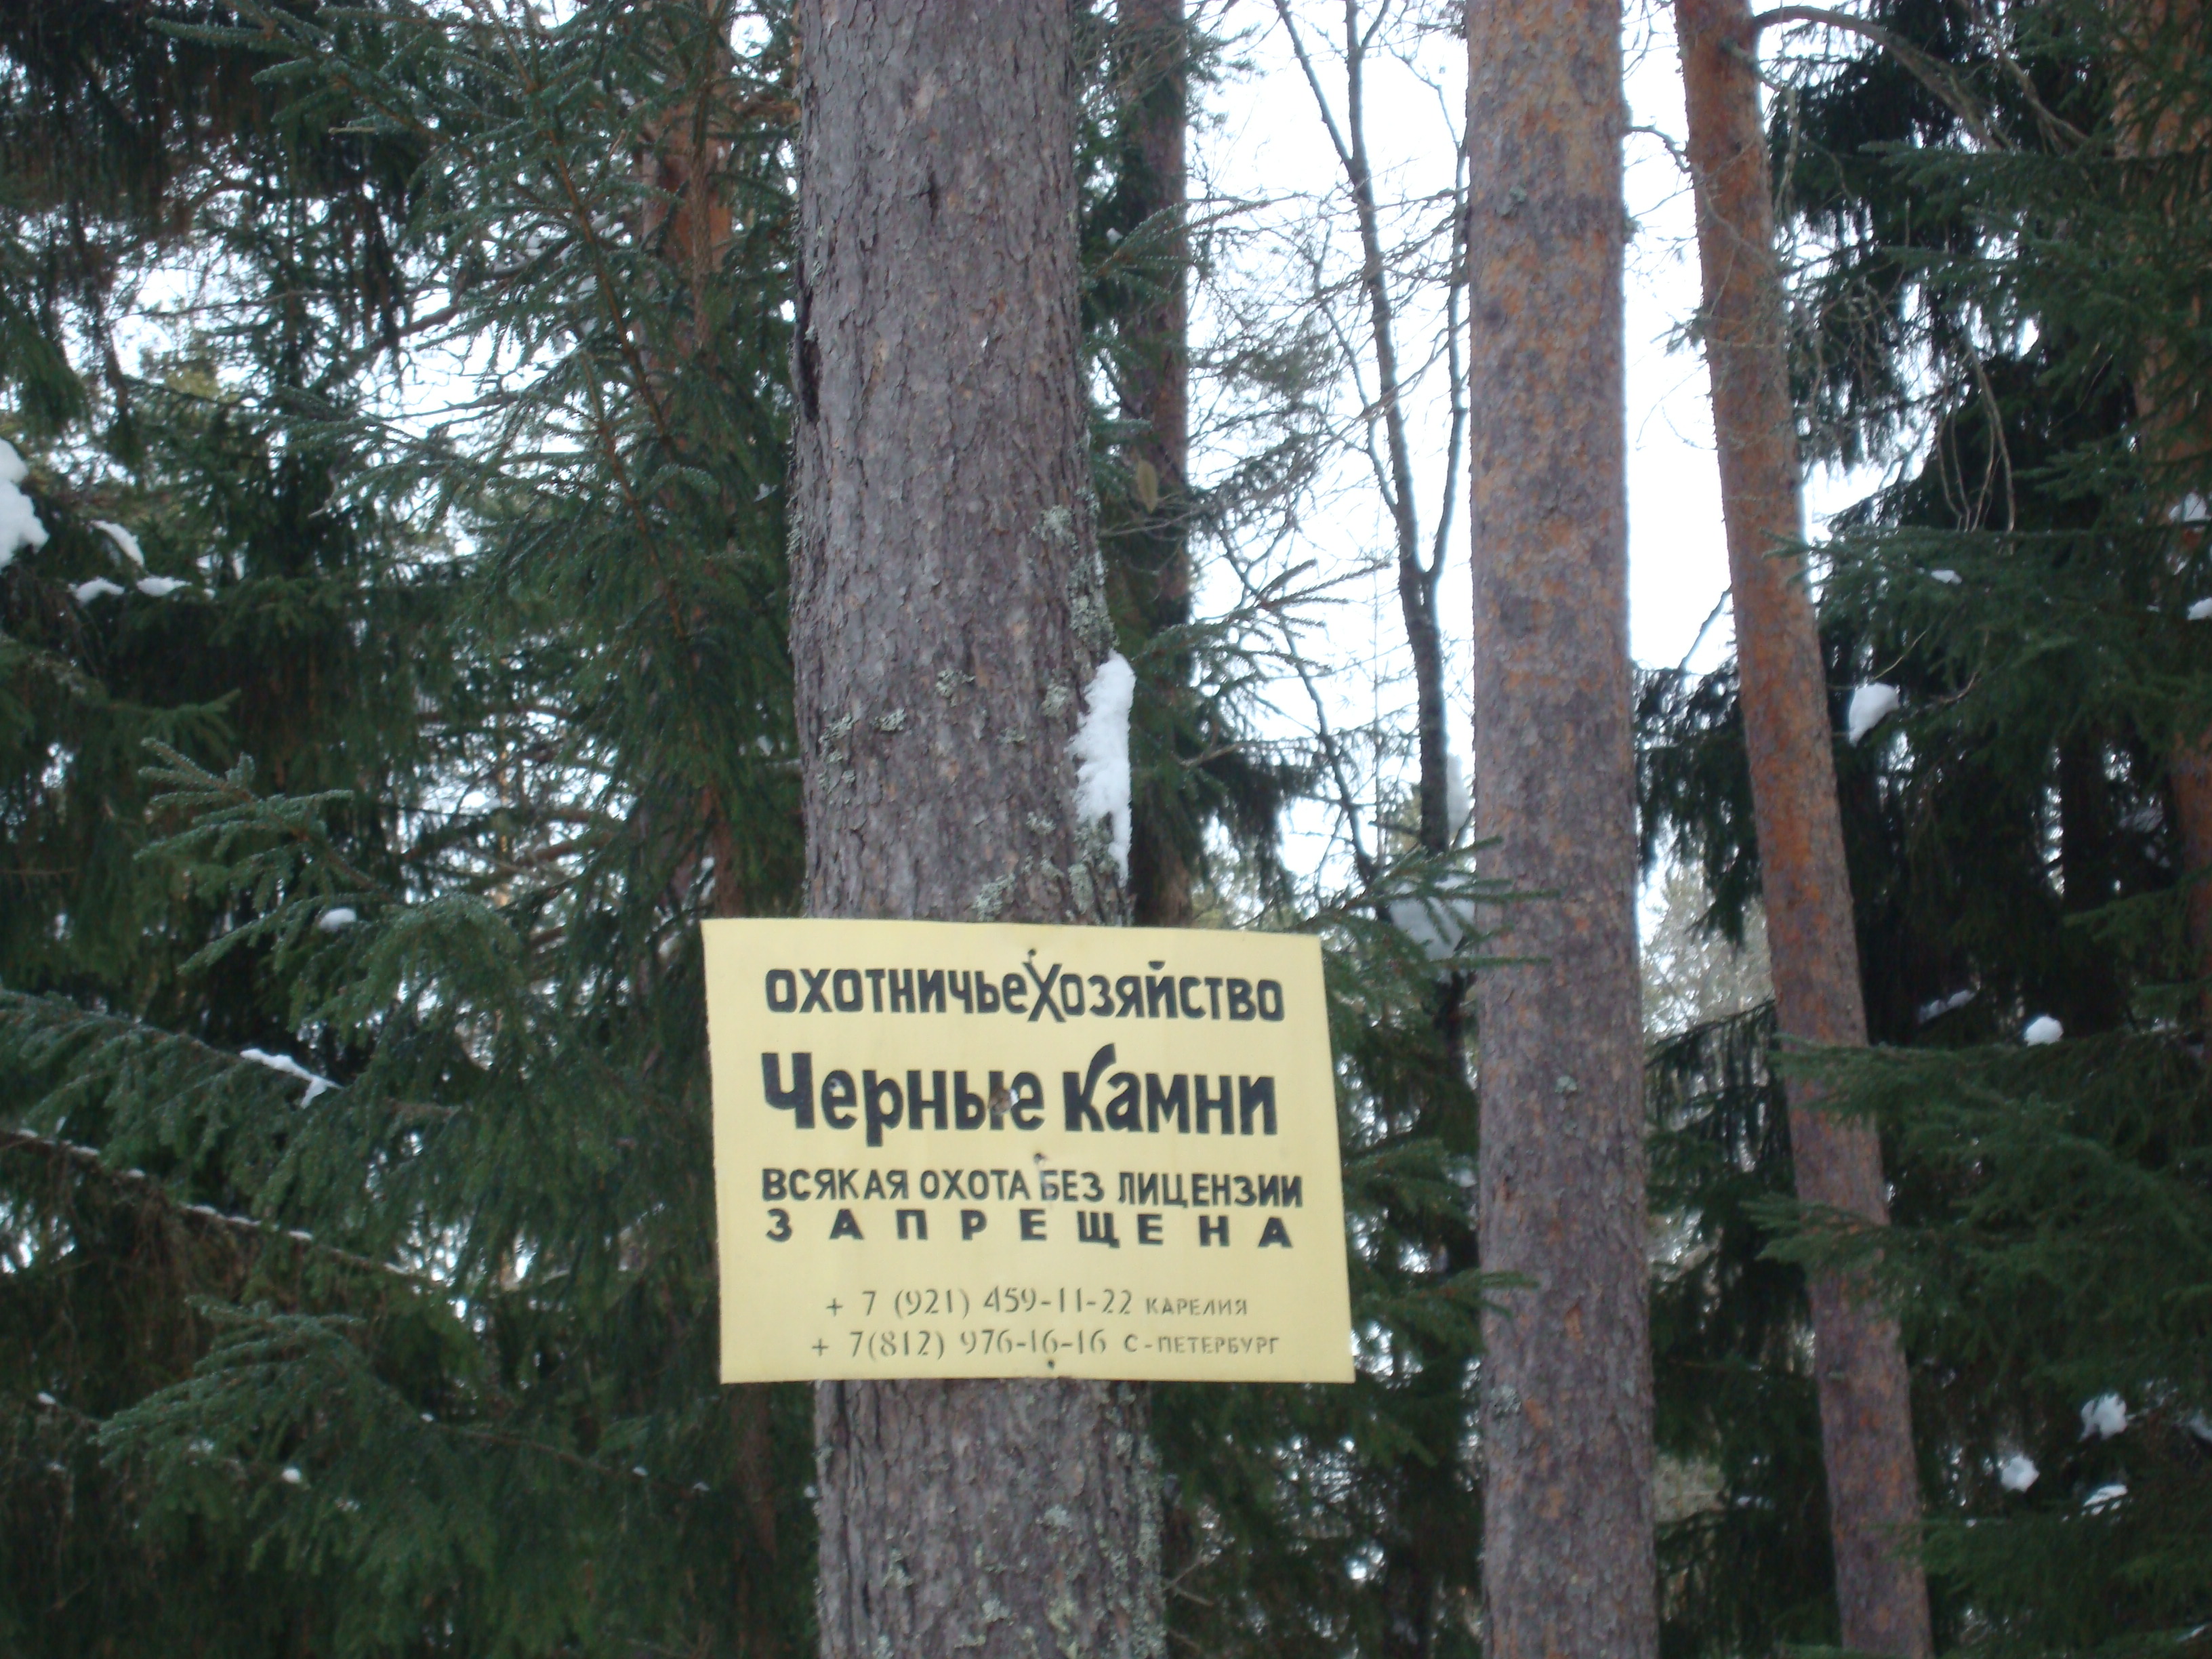 ОХОТНИЧЬЕ ХОЗЯЙСТВО
Черные Камни
ВСЯКАЯ ОХОТА БЕЗ ЛИЦЕНЗИИ
ЗАПРЕЩЕНА
+ 7 (921) 459-11-22 КАРЕЛИЯ
+ 7(812) 976-16-16 С-ПЕТЕРБУРГ